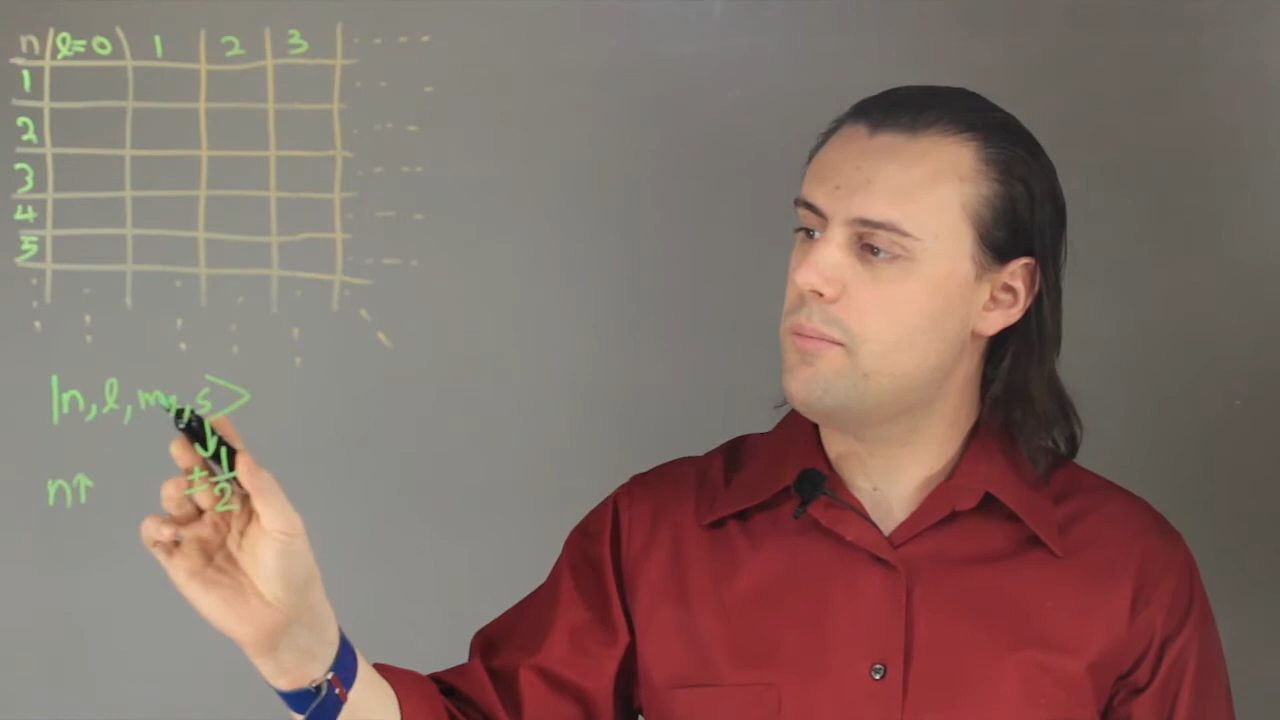 n l=0 1 2 3
1
2
3
4
5
|n, l, mₗ, s>
n↑ ↓ ±1/2